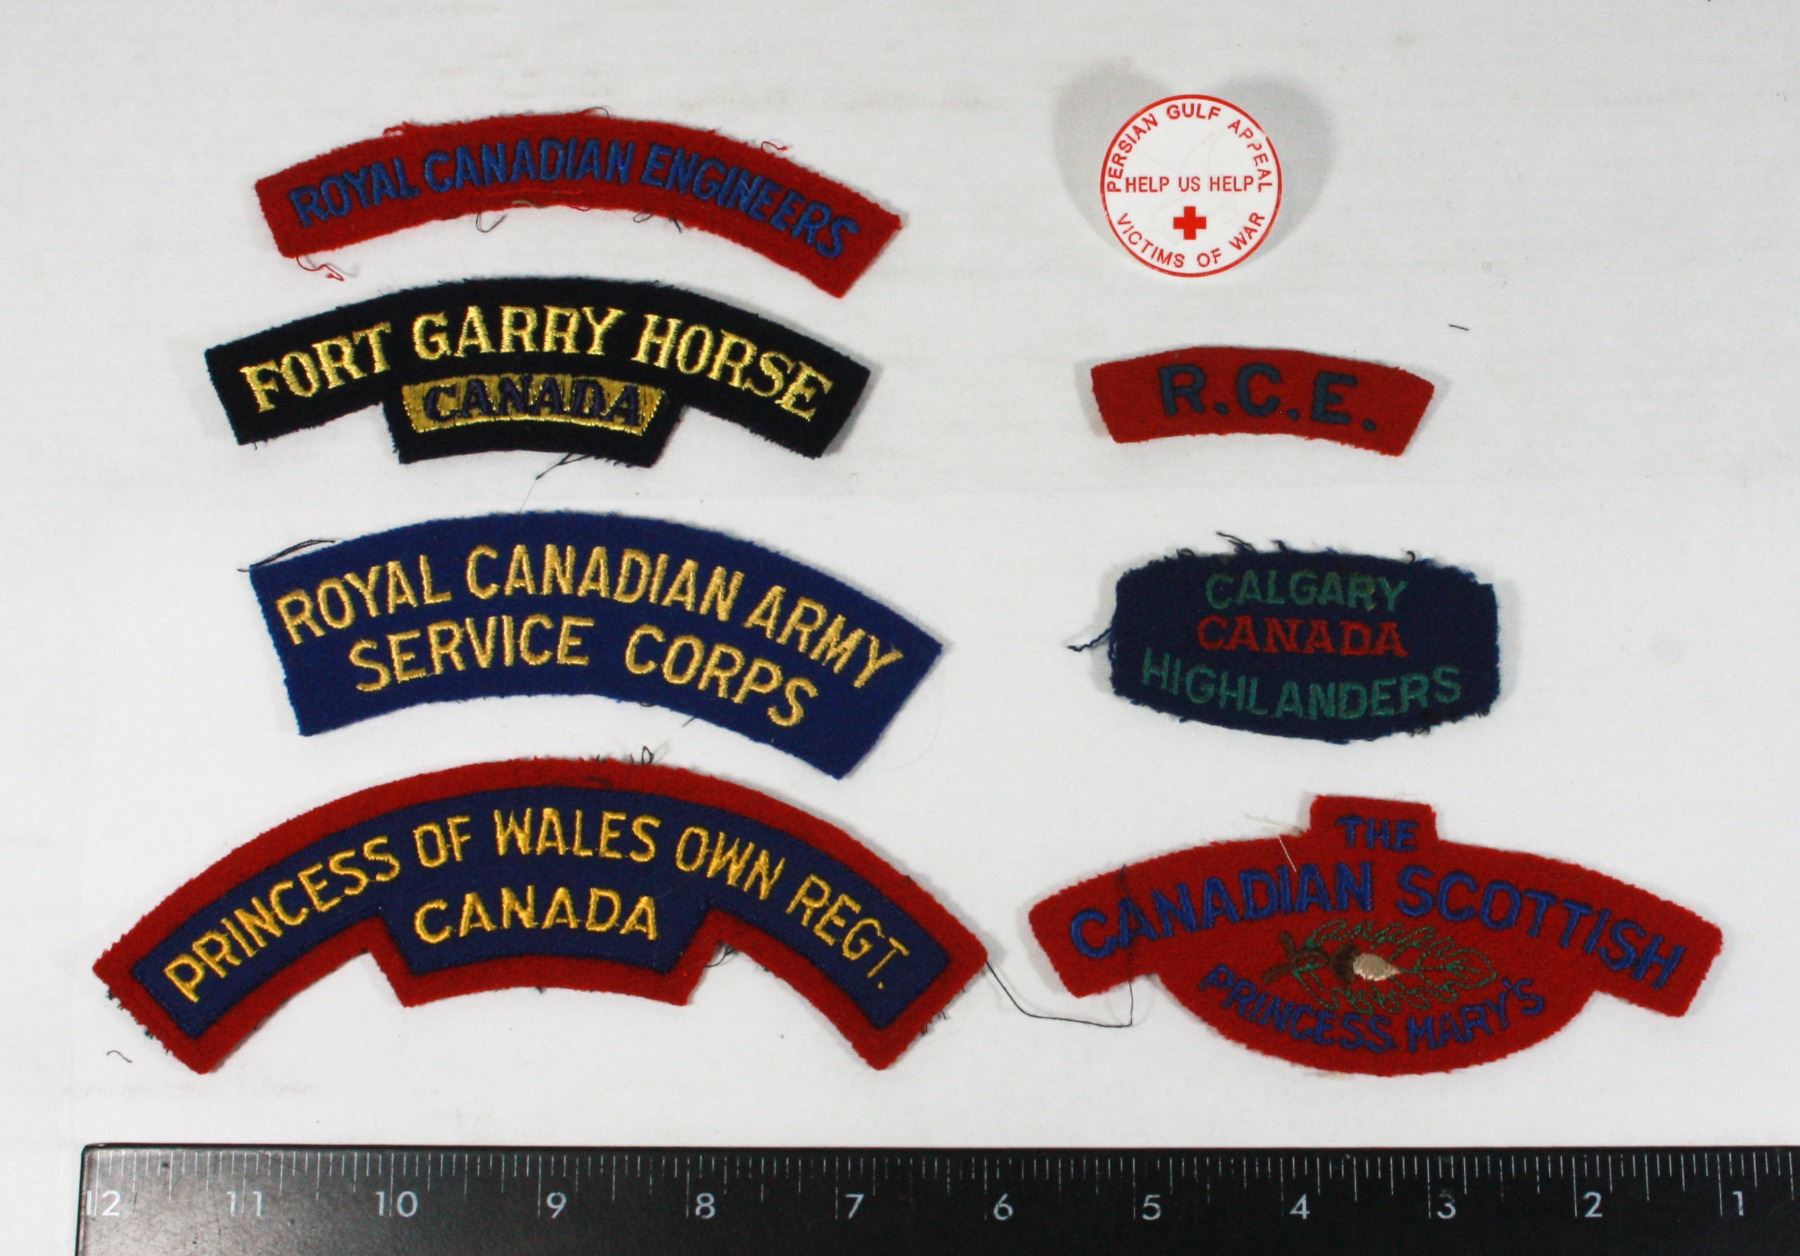 ROYAL CANADIAN ENGINEERS
FORT GARRY HORSE
CANADA
ROYAL CANADIAN ARMY
SERVICE CORPS
PRINCESS OF WALES OWN REGT.
CANADA
PERSIAN GULF APPEAL
HELP US HELP
VICTIMS OF WAR
R.C.E.
CALGARY
CANADA
HIGHLANDERS
THE
CANADIAN SCOTTISH
PRINCESS MARY'S
12 11 10 9 8 7 6 5 4 3 2 1